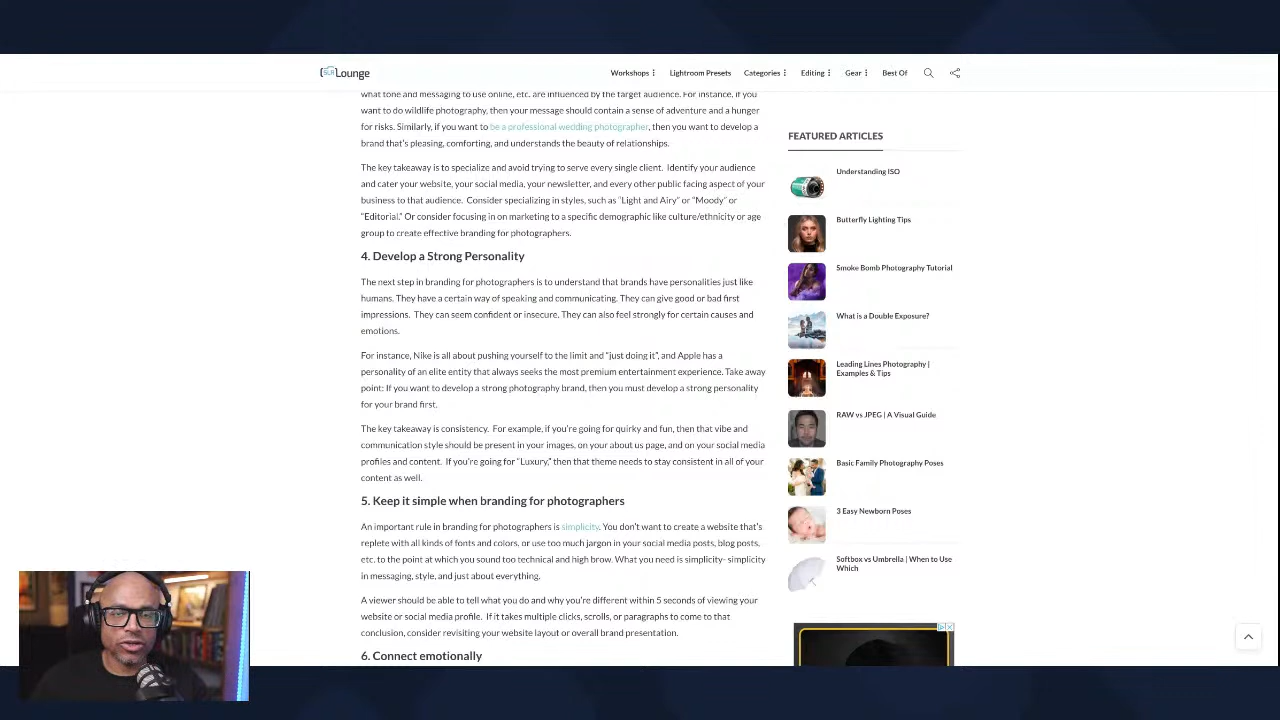 SLR Lounge
Workshops
Lightroom Presets
Categories
Editing
Gear
Best Of
what tone and messaging to use online, etc. are influenced by the target audience. For instance, if you
want to do wildlife photography, then your message should contain a sense of adventure and a hunger
for risks. Similarly, if you want to be a professional wedding photographer, then you want to develop a
brand that's pleasing, comforting, and understands the beauty of relationships.
The key takeaway is to specialize and avoid trying to serve every single client. Identify your audience
and cater your website, your social media, your newsletter, and every other public facing aspect of your
business to that audience. Consider specializing in styles, such as “Light and Airy” or “Moody” or
“Editorial.” Or consider focusing in on marketing to a specific demographic like culture/ethnicity or age
group to create effective branding for photographers.
4. Develop a Strong Personality
The next step in branding for photographers is to understand that brands have personalities just like
humans. They have a certain way of speaking and communicating. They can give good or bad first
impressions. They can seem confident or insecure. They can also feel strongly for certain causes and
emotions.
For instance, Nike is all about pushing yourself to the limit and “just doing it”, and Apple has a
personality of an elite entity that always seeks the most premium entertainment experience. Take away
point: If you want to develop a strong photography brand, then you must develop a strong personality
for your brand first.
The key takeaway is consistency. For example, if you're going for quirky and fun, then that vibe and
communication style should be present in your images, on your about us page, and on your social media
profiles and content. If you're going for “Luxury,” then that theme needs to stay consistent in all of your
content as well.
5. Keep it simple when branding for photographers
An important rule in branding for photographers is simplicity. You don't want to create a website that's
replete with all kinds of fonts and colors, or use too much jargon in your social media posts, blog posts,
etc. to the point at which you sound too technical and high brow. What you need is simplicity- simplicity
in messaging, style, and just about everything.
A viewer should be able to tell what you do and why you're different within 5 seconds of viewing your
website or social media profile. If it takes multiple clicks, scrolls, or paragraphs to come to that
conclusion, consider revisiting your website layout or overall brand presentation.
6. Connect emotionally
FEATURED ARTICLES
Understanding ISO
Butterfly Lighting Tips
Smoke Bomb Photography Tutorial
What is a Double Exposure?
Leading Lines Photography |
Examples & Tips
RAW vs JPEG | A Visual Guide
Basic Family Photography Poses
3 Easy Newborn Poses
Softbox vs Umbrella | When to Use
Which